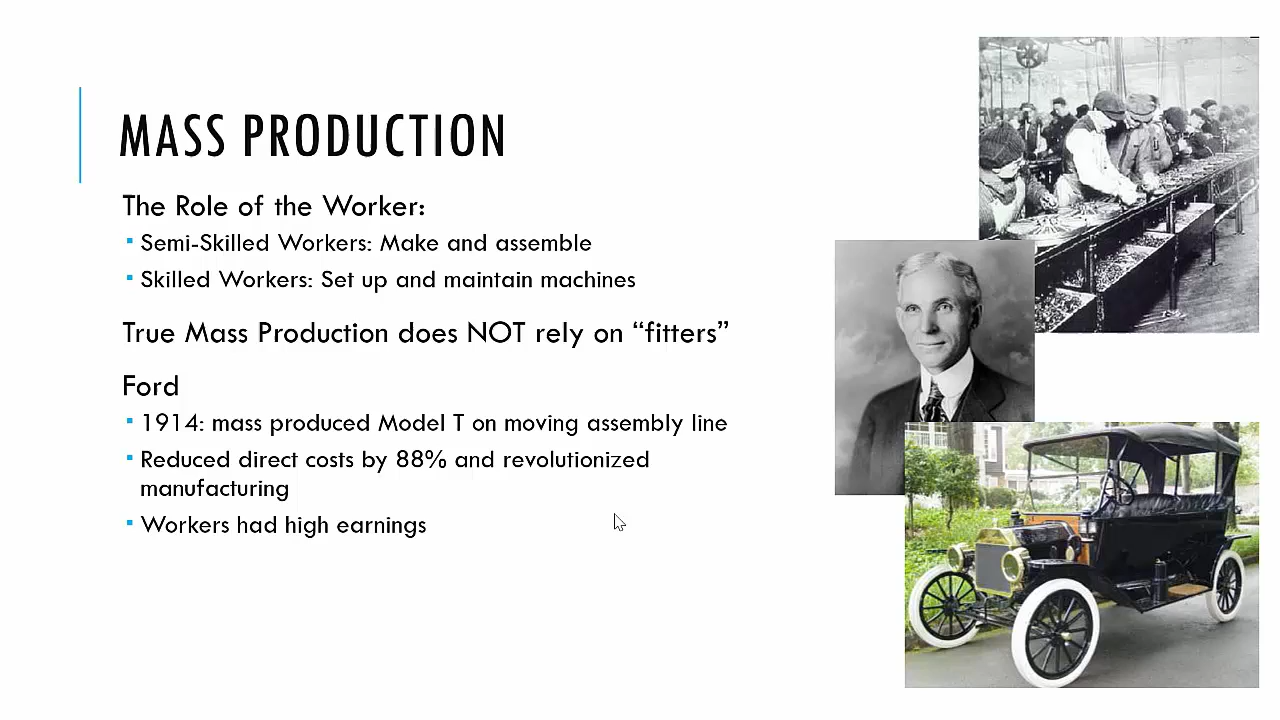 MASS PRODUCTION
The Role of the Worker:
▪ Semi-Skilled Workers: Make and assemble
▪ Skilled Workers: Set up and maintain machines
True Mass Production does NOT rely on “fitters”
Ford
▪ 1914: mass produced Model T on moving assembly line
▪ Reduced direct costs by 88% and revolutionized
manufacturing
▪ Workers had high earnings